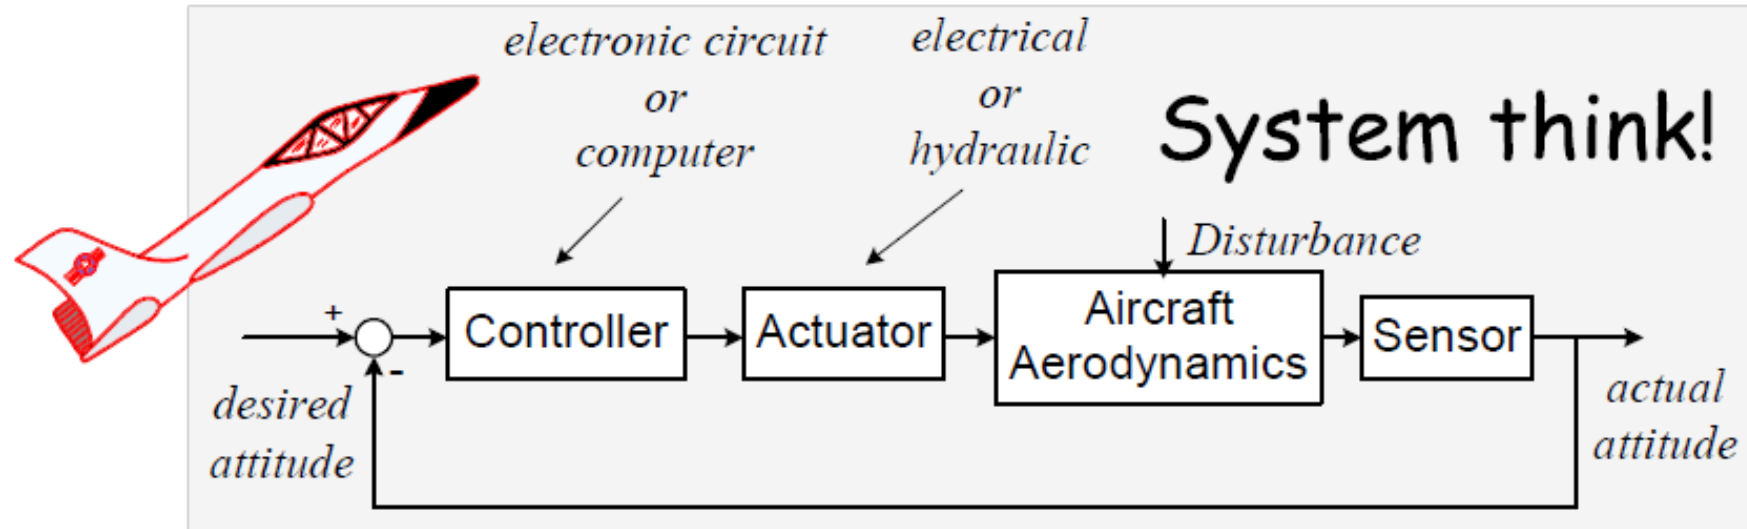 electronic circuit
or
computer
electrical
or
hydraulic
System think!
Disturbance
+
-
Controller
Actuator
Aircraft
Aerodynamics
Sensor
desired
attitude
actual
attitude